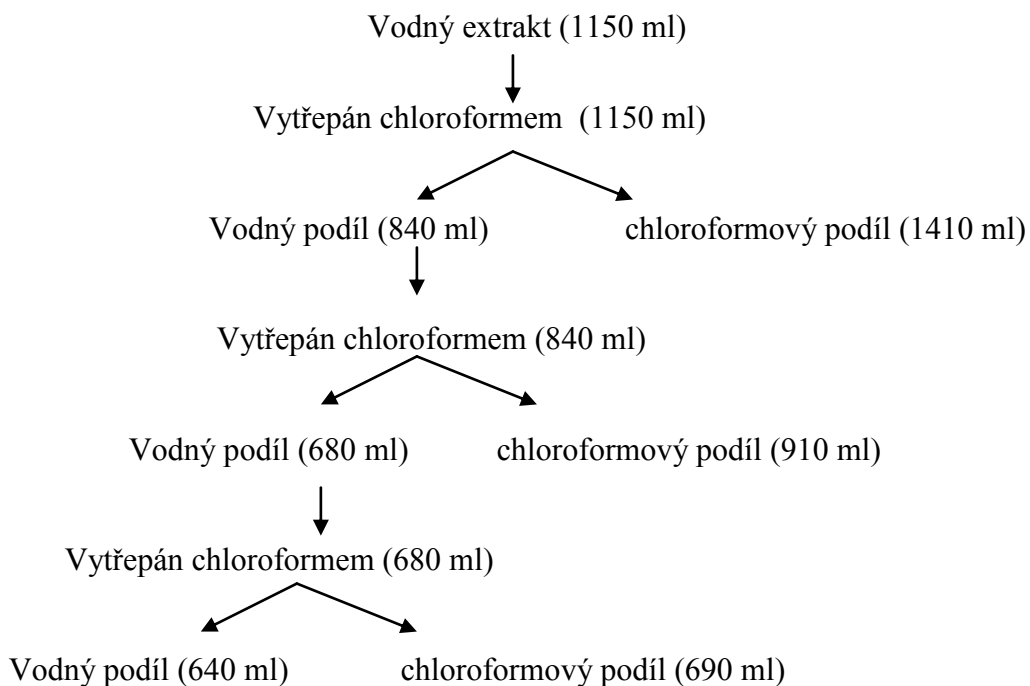 Vodný extrakt (1150 ml)
Vytřepán chloroformem (1150 ml)
Vodný podíl (840 ml) chloroformový podíl (1410 ml)
Vytřepán chloroformem (840 ml)
Vodný podíl (680 ml) chloroformový podíl (910 ml)
Vytřepán chloroformem (680 ml)
Vodný podíl (640 ml) chloroformový podíl (690 ml)